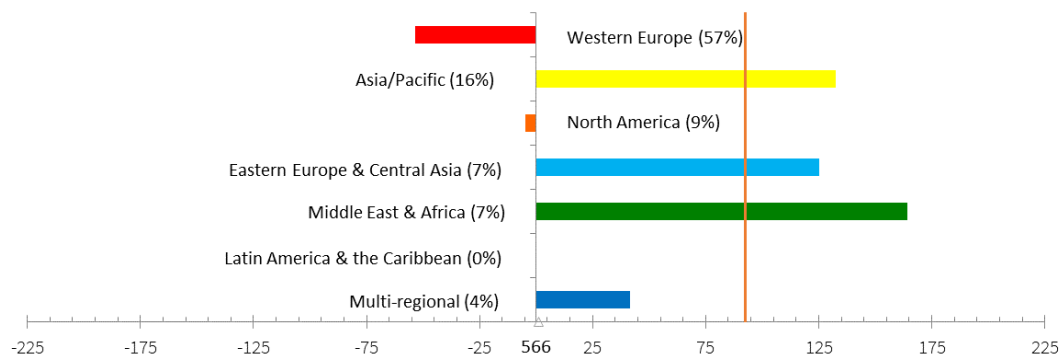 Western Europe (57%)
Asia/Pacific (16%)
North America (9%)
Eastern Europe & Central Asia (7%)
Middle East & Africa (7%)
Latin America & the Caribbean (0%)
Multi-regional (4%)
-225 -175 -125 -75 -25 566 25 75 125 175 225